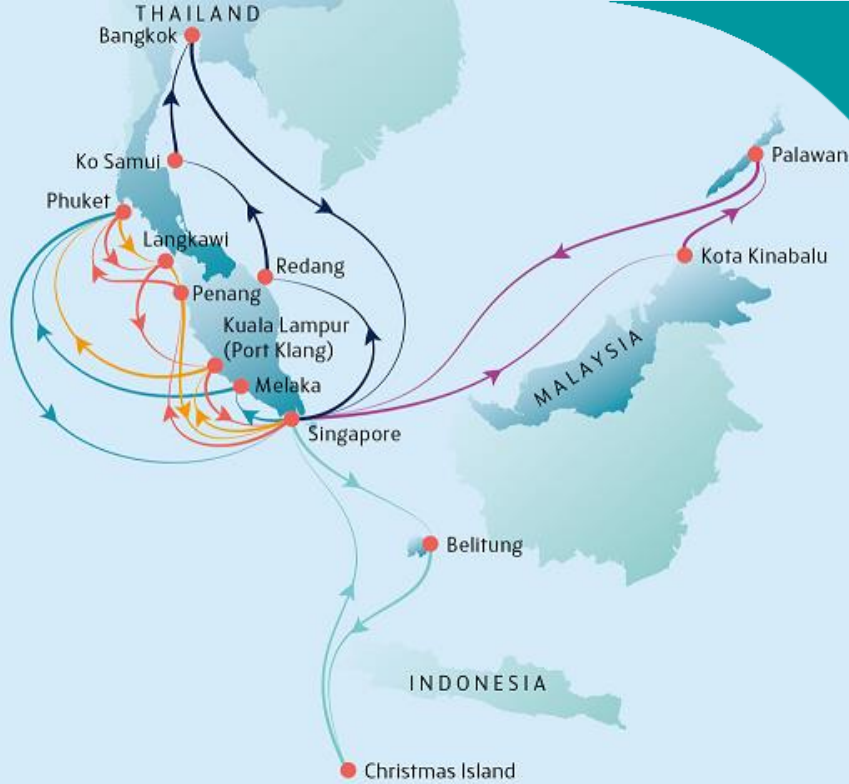 THAILAND
Bangkok
Ko Samui
Palawan
Phuket
Langkawi
Redang
Kota Kinabalu
Penang
Kuala Lampur
(Port Klang)
MALAYSIA
Melaka
Singapore
Belitung
INDONESIA
Christmas Island